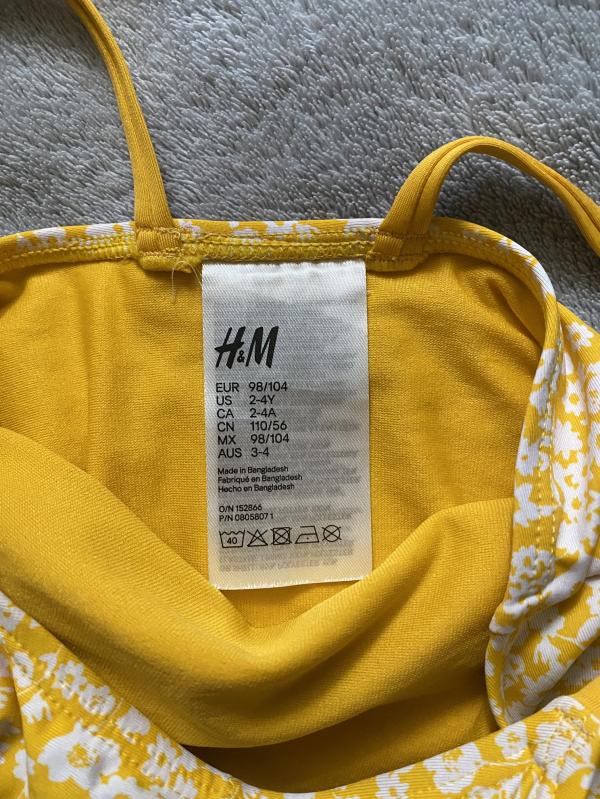 H&M
EUR 98/104
US 2-4Y
CA 2-4A
CN 110/56
MX 98/104
AUS 3-4
Made in Bangladesh
Fabriqué en Bangladesh
Hecho en Bangladesh
O/N 152866
P/N 08058071
40